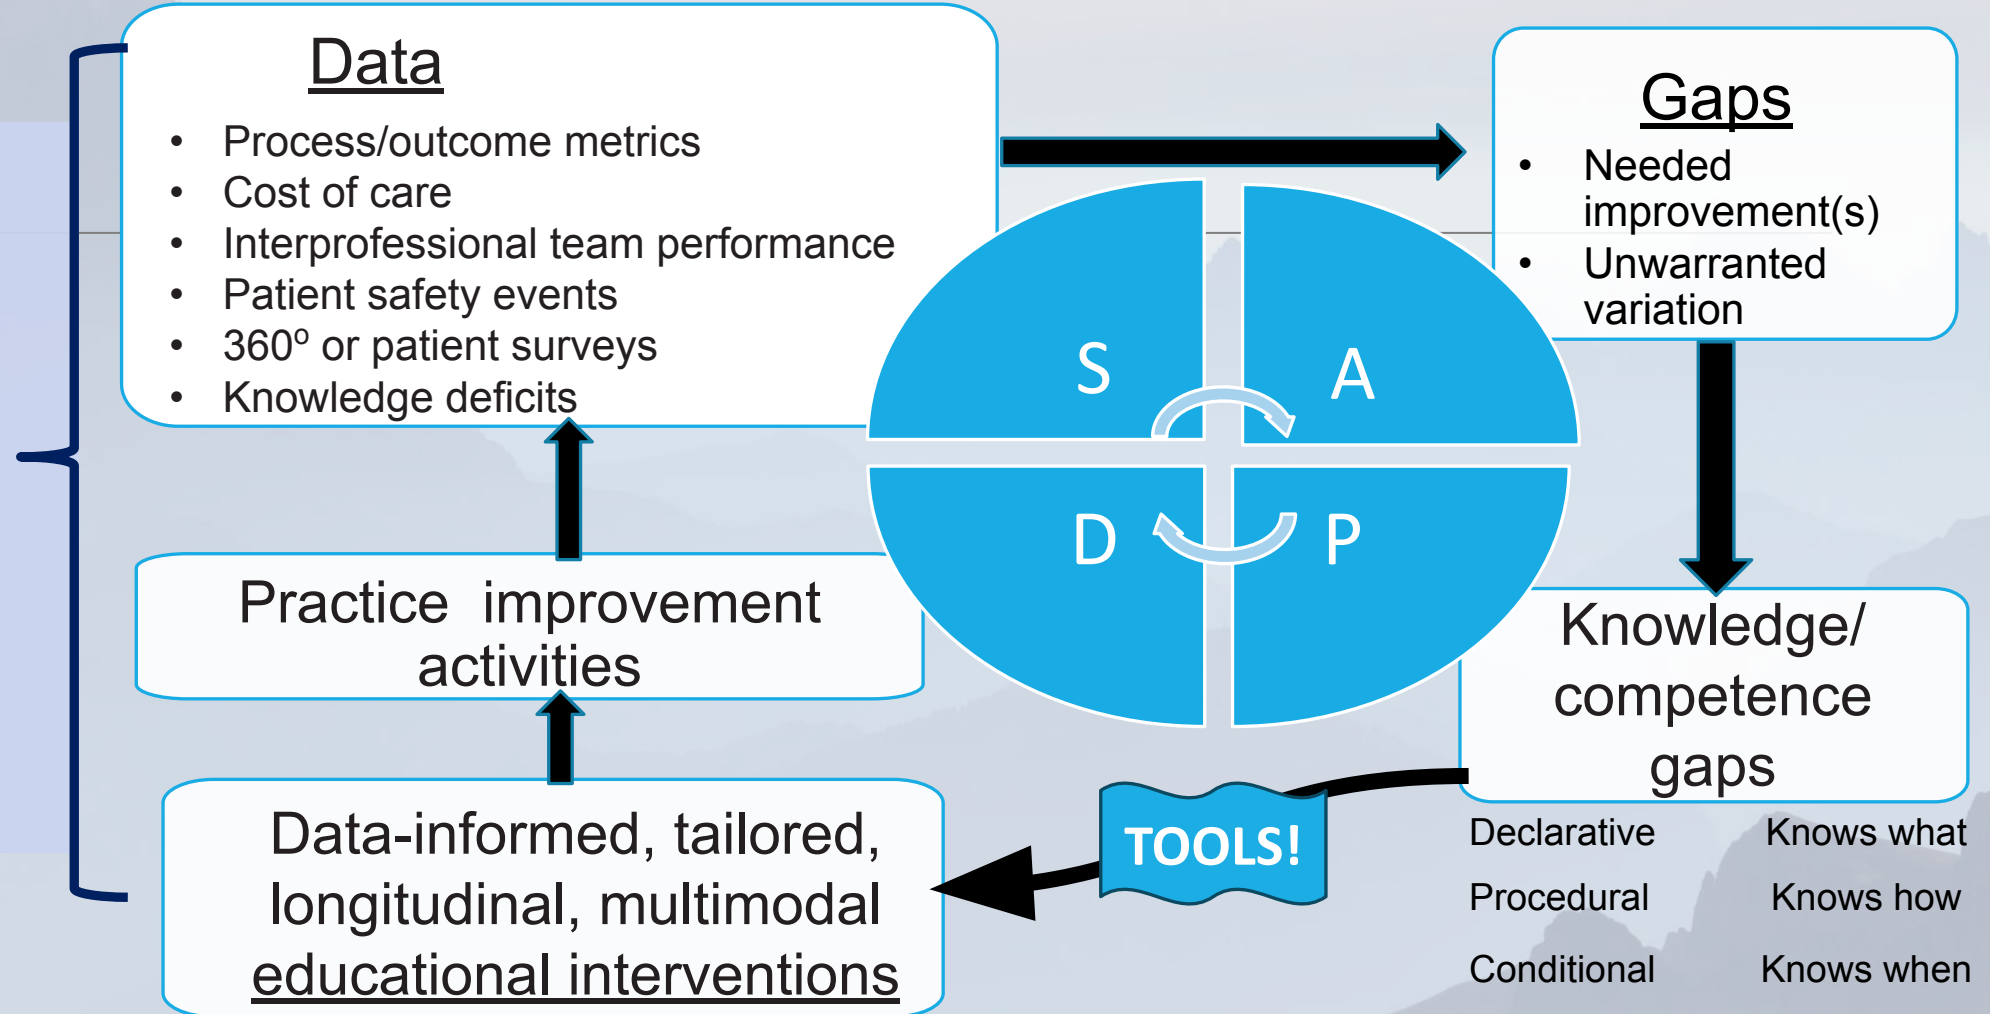 Data
• Process/outcome metrics
• Cost of care
• Interprofessional team performance
• Patient safety events
• 360º or patient surveys
• Knowledge deficits
Gaps
• Needed
improvement(s)
• Unwarranted
variation
S
A
D
P
Practice improvement
activities
Knowledge/
competence
gaps
TOOLS!
Data-informed, tailored,
longitudinal, multimodal
educational interventions
Declarative Knows what
Procedural Knows how
Conditional Knows when